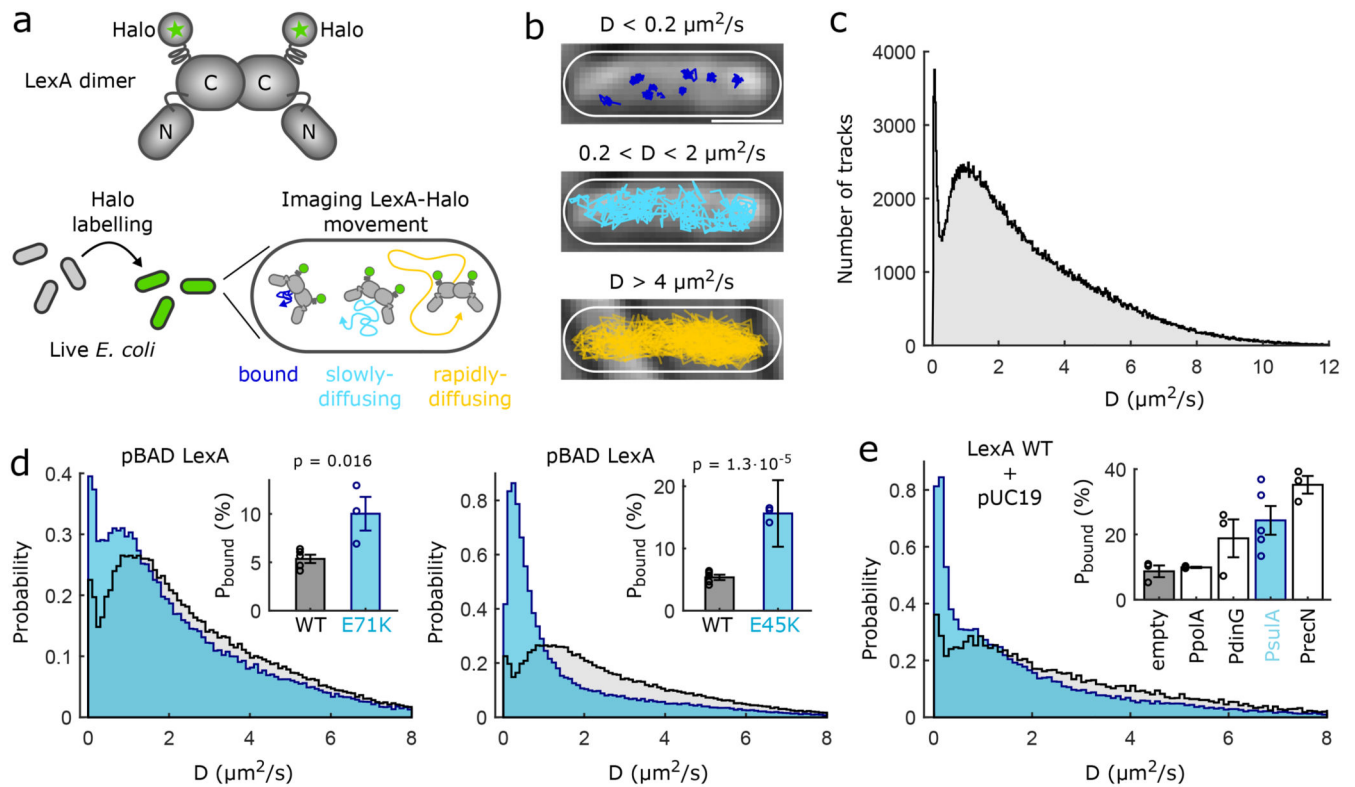 a
Halo
Halo
LexA dimer
C
C
N
N
Halo
labelling
Imaging LexA-Halo
movement
Live E. coli
bound
slowly-
diffusing
rapidly-
diffusing
b
D < 0.2 µm²/s
0.2 < D < 2 µm²/s
D > 4 µm²/s
c
Number of tracks
4000
3000
2000
1000
0
0
2
4
6
8
10
12
D (µm²/s)
d
pBAD LexA
Probability
0.4
0.3
0.2
0.1
0
0
2
4
6
8
D (µm²/s)
p = 0.016
Pbound (%)
10
5
0
WT
E71K
pBAD LexA
0.8
0.6
0.4
0.2
0
0
2
4
6
8
Probability
D (µm²/s)
p = 1.3·10⁻⁵
Pbound (%)
20
10
0
WT
E45K
e
LexA WT
+
pUC19
Probability
0.8
0.6
0.4
0.2
0
0
2
4
6
8
D (µm²/s)
Pbound (%)
40
20
0
empty
PpolA
PdinG
PsulA
PrecN